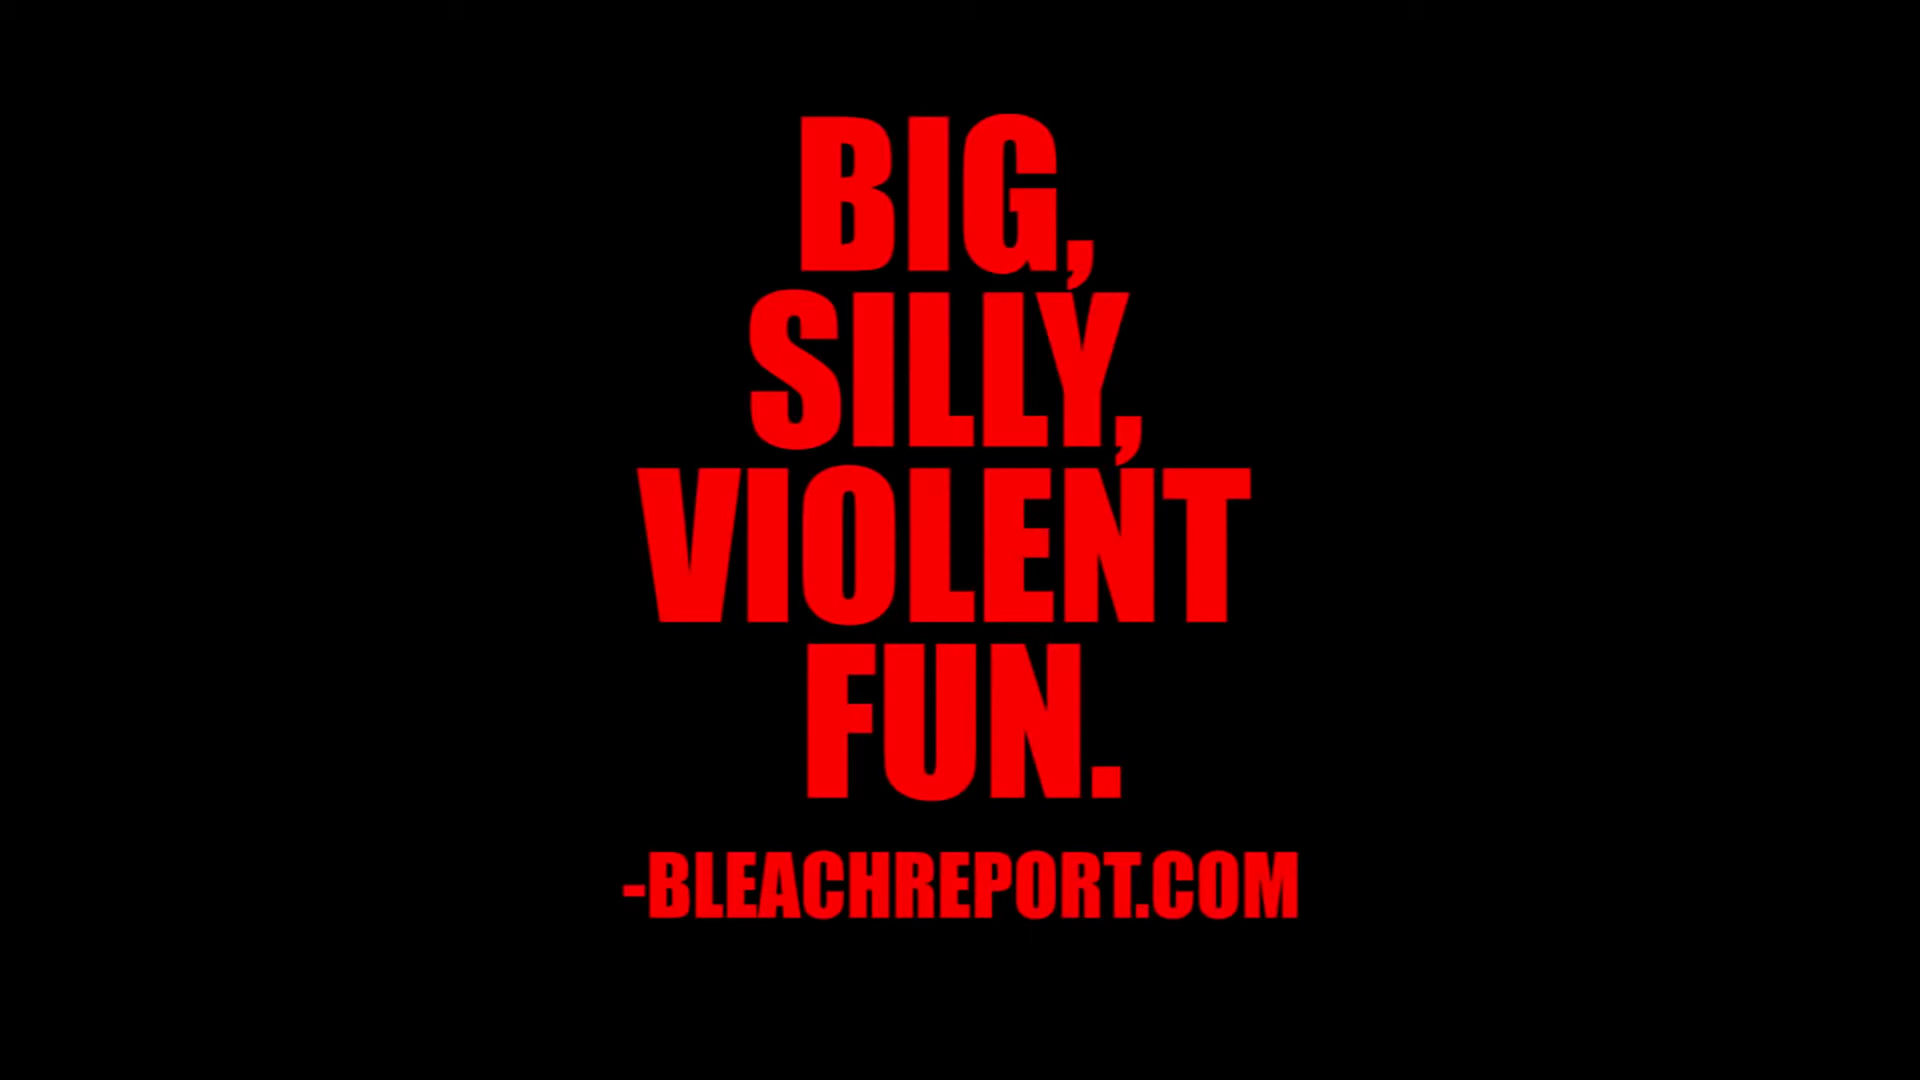 BIG,
SILLY,
VIOLENT
FUN.
-BLEACHREPORT.COM